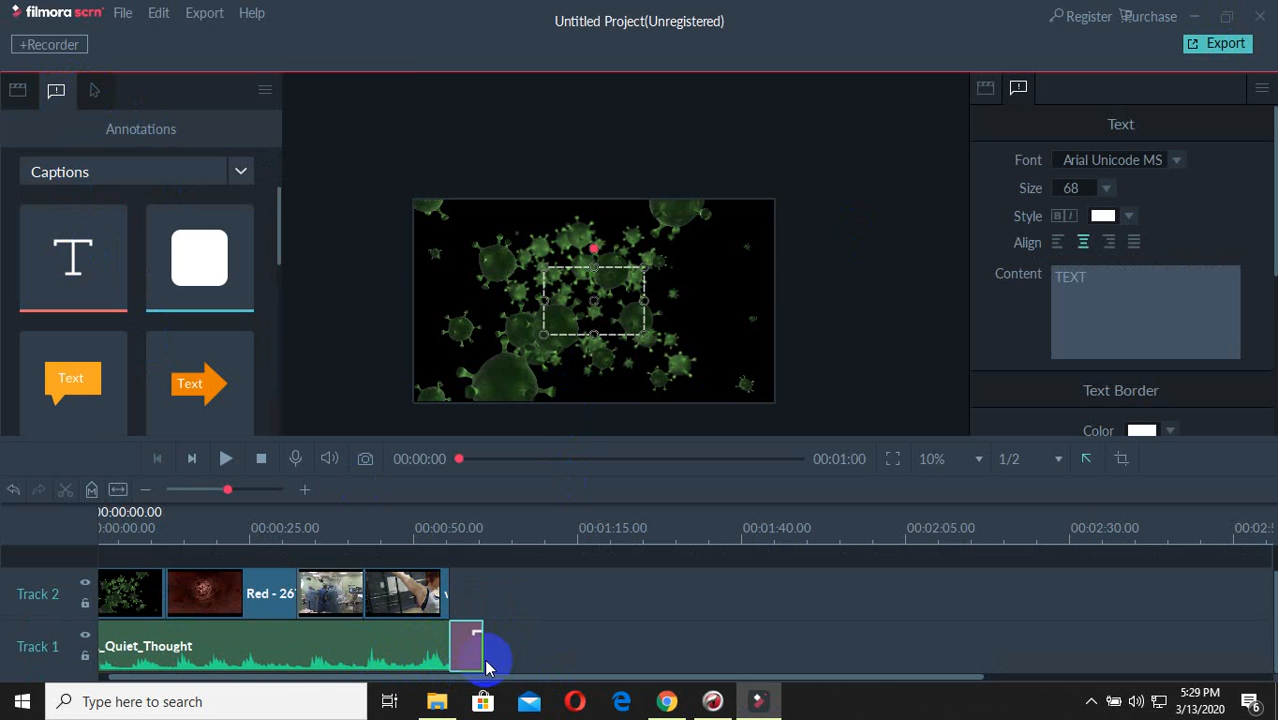 filmora scrn File Edit Export Help
Untitled Project(Unregistered)
Register Purchase
+Recorder
Export
Annotations
Captions
T
Text
Text
Text
Font Arial Unicode MS
Size 68
Style B I
Align
Content TEXT
Text Border
Color
00:00:00 00:01:00 10% 1/2
00:00:00.00
00:00:00.00 00:00:25.00 00:00:50.00 00:01:15.00 00:01:40.00 00:02:05.00 00:02:30.00 00:02:5
Track 2 Red - 26
Track 1 _Quiet_Thought
Type here to search
5:29 PM
3/13/2020
6